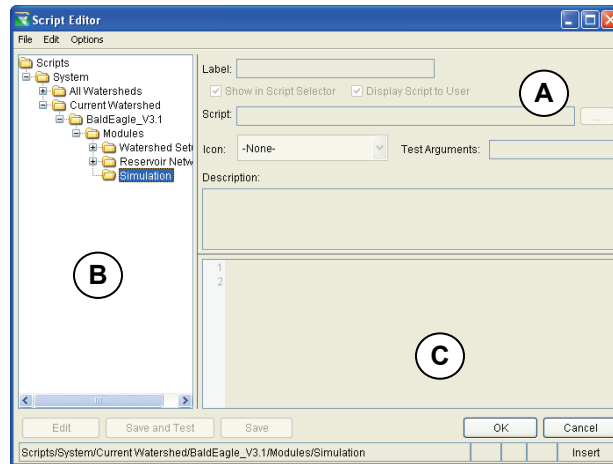 Script Editor
File Edit Options
Scripts
System
All Watersheds
Current Watershed
BaldEagle_V3.1
Modules
Watershed Set
Reservoir Netw
Simulation
B
Label:
Show in Script Selector Display Script to User
A
Script:
...
Icon: -None- Test Arguments:
Description:
1
2
C
Edit Save and Test Save OK Cancel
Scripts/System/Current Watershed/BaldEagle_V3.1/Modules/Simulation Insert